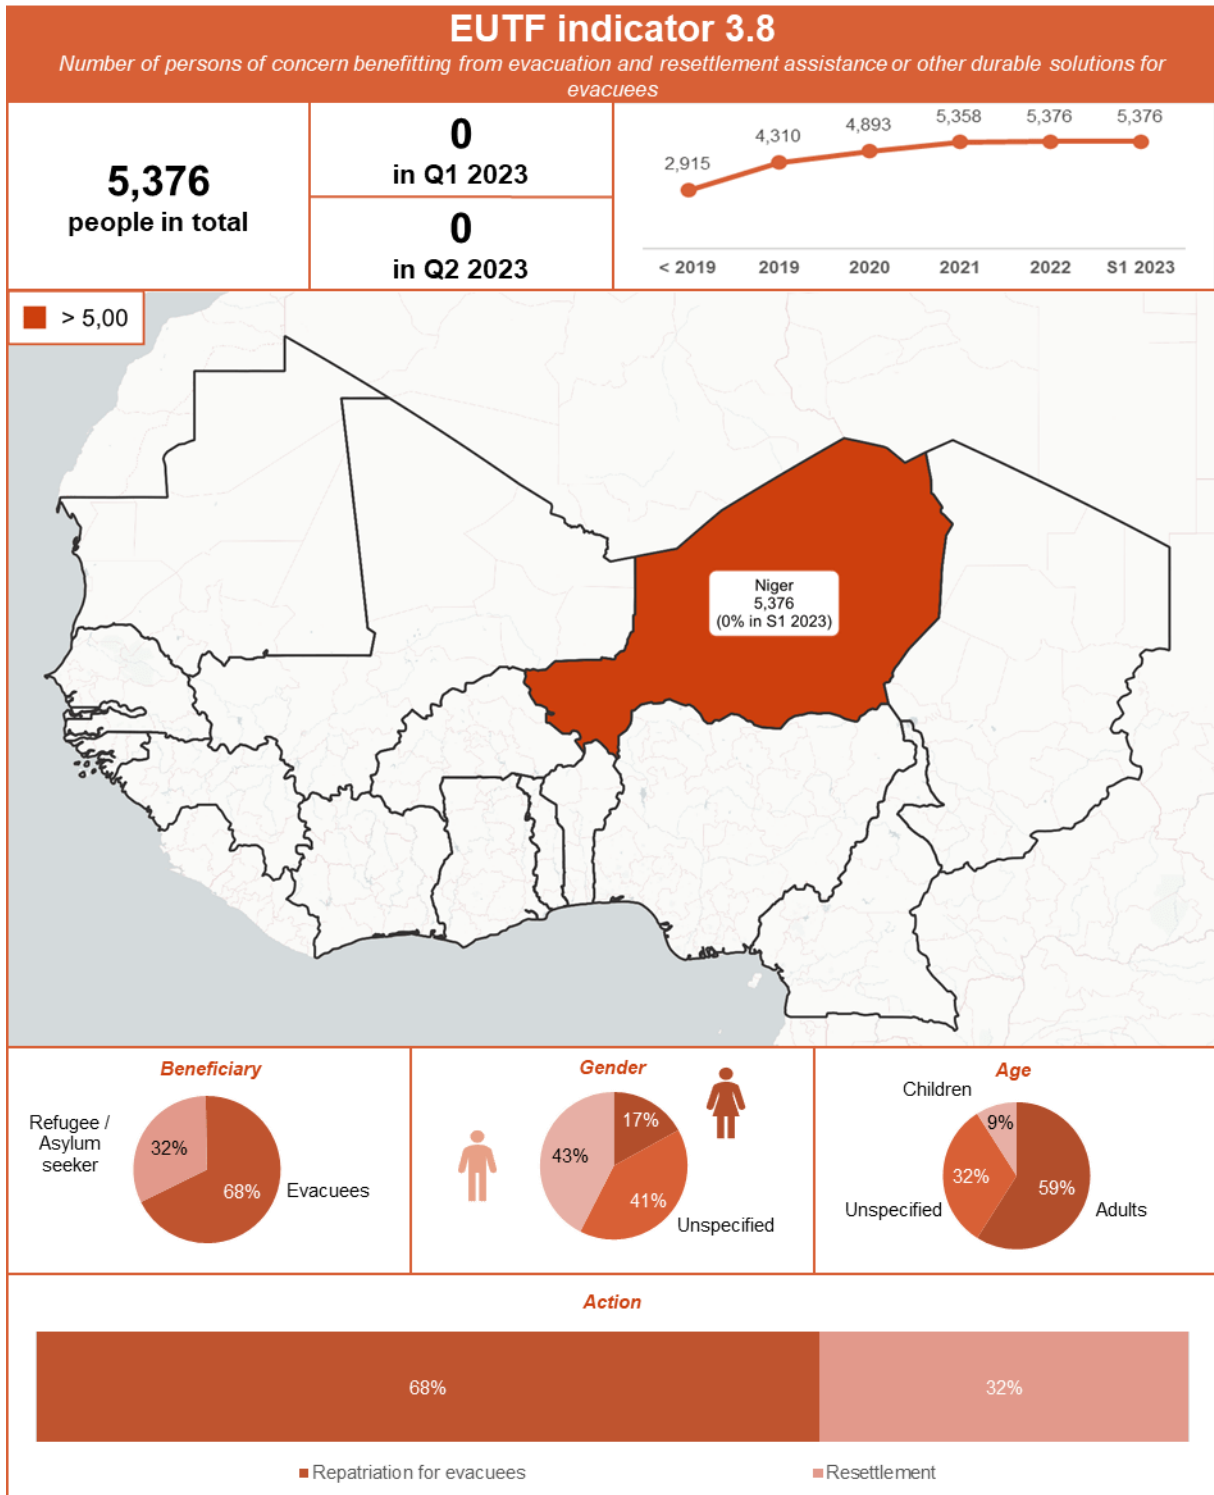 EUTF indicator 3.8
Number of persons of concern benefitting from evacuation and resettlement assistance or other durable solutions for
evacuees
5,376
people in total
0
in Q1 2023
0
in Q2 2023
2,915
4,310
4,893
5,358
5,376
5,376
< 2019
2019
2020
2021
2022
S1 2023
> 5,00
Niger
5,376
(0% in S1 2023)
Beneficiary
Refugee /
Asylum
seeker
32%
68%
Evacuees
Gender
17%
43%
41%
Unspecified
Age
Children
9%
32%
59%
Unspecified
Adults
Action
68%
32%
Repatriation for evacuees
Resettlement